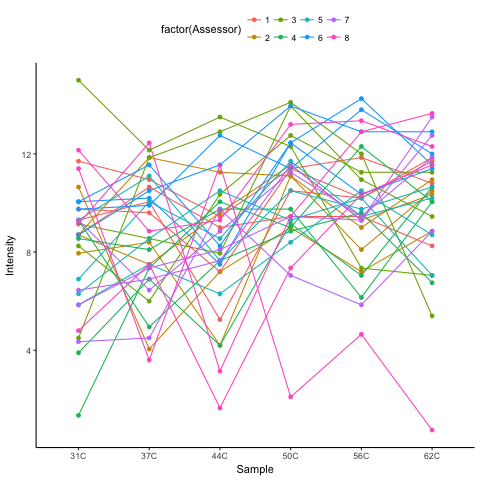 factor(Assessor) 1 3 5 7
2 4 6 8
Intensity
12
8
4
31C 37C 44C 50C 56C 62C
Sample